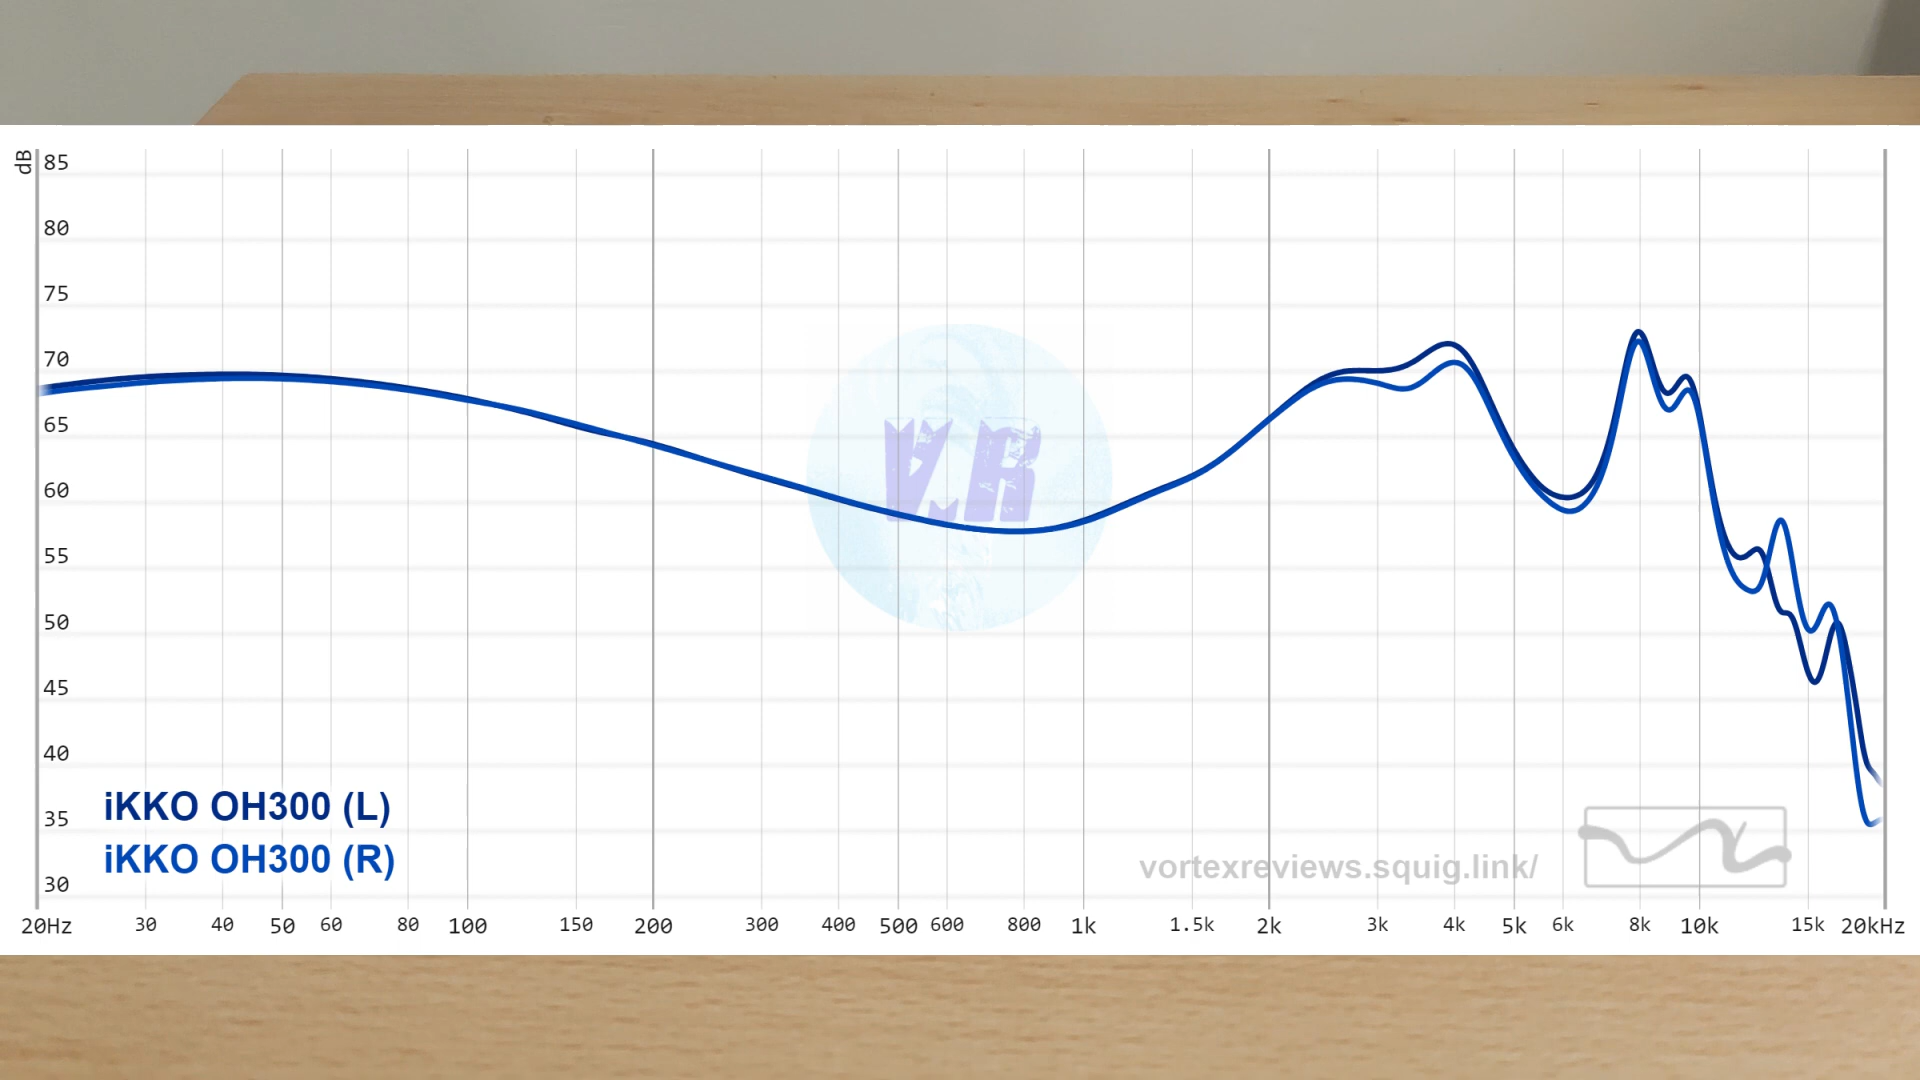 dB
85
80
75
70
65
60
55
50
45
40
35
30
V.R
iKKO OH300 (L)
iKKO OH300 (R)
vortexreviews.squig.link/
20Hz 30 40 50 60 80 100 150 200 300 400 500 600 800 1k 1.5k 2k 3k 4k 5k 6k 8k 10k 15k 20kHz